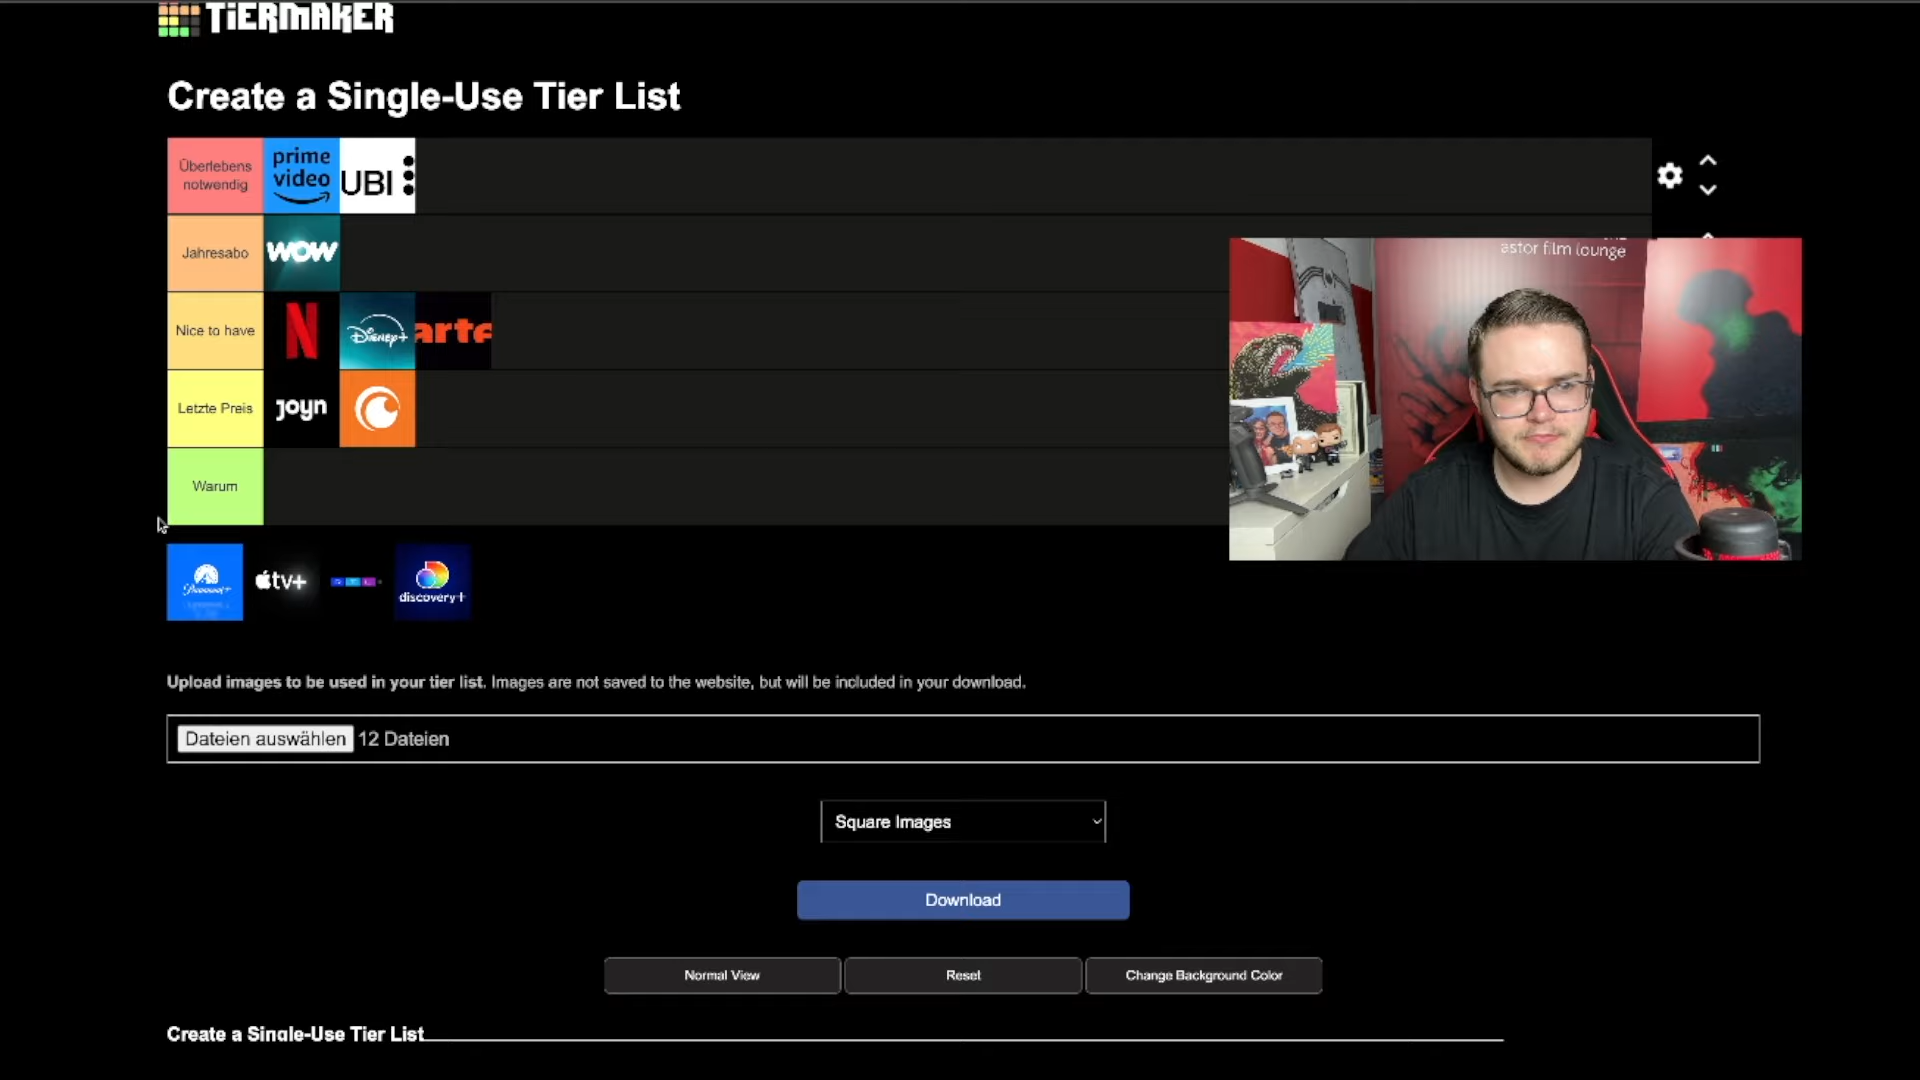 TiERMAKER
Create a Single-Use Tier List
Überlebens
notwendig
prime
video
UBI
Jahresabo
WOW
astor film lounge
Nice to have
N
Disney+
arte
Letzte Preis
joyn
Warum
Paramount+
tv+
RTL+
discovery+
Upload images to be used in your tier list. Images are not saved to the website, but will be included in your download.
Dateien auswählen 12 Dateien
Square Images
Download
Normal View
Reset
Change Background Color
Create a Single-Use Tier List